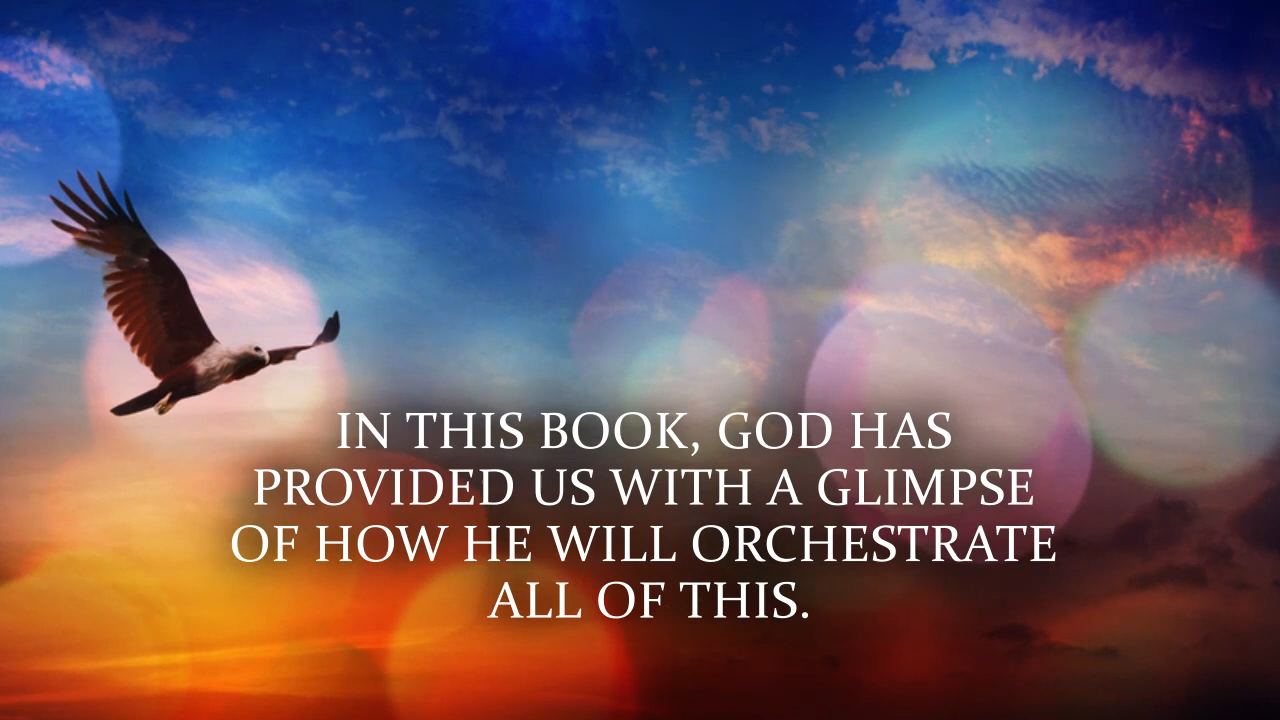 IN THIS BOOK, GOD HAS
PROVIDED US WITH A GLIMPSE
OF HOW HE WILL ORCHESTRATE
ALL OF THIS.